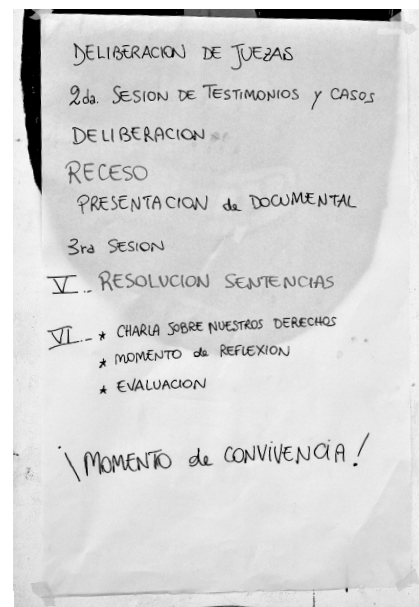 DELIBERACION DE JUEZAS
2da. SESION DE TESTIMONIOS y CASOS
DELIBERACION
RECESO
PRESENTACION de DOCUMENTAL
3ra SESION
V.. RESOLUCION SENTENCIAS
VI.. * CHARLA SOBRE NUESTROS DERECHOS
* MOMENTO de REFLEXION
* EVALUACION
¡MOMENTO de CONVIVENCIA!